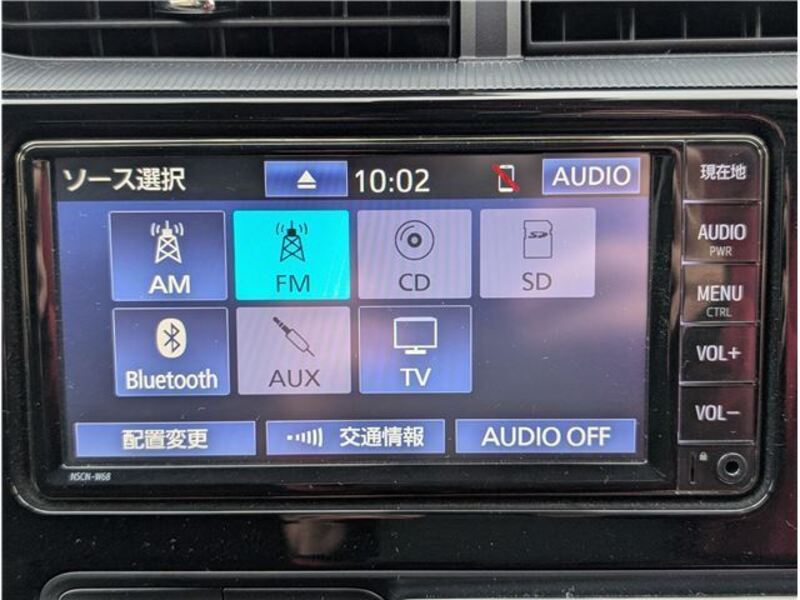 ソース選択
10:02
AUDIO
AM
FM
CD
SD
SD
Bluetooth
AUX
TV
配置変更
交通情報
AUDIO OFF
NSCN-W68
現在地
AUDIO
PWR
MENU
CTRL
VOL+
VOL−